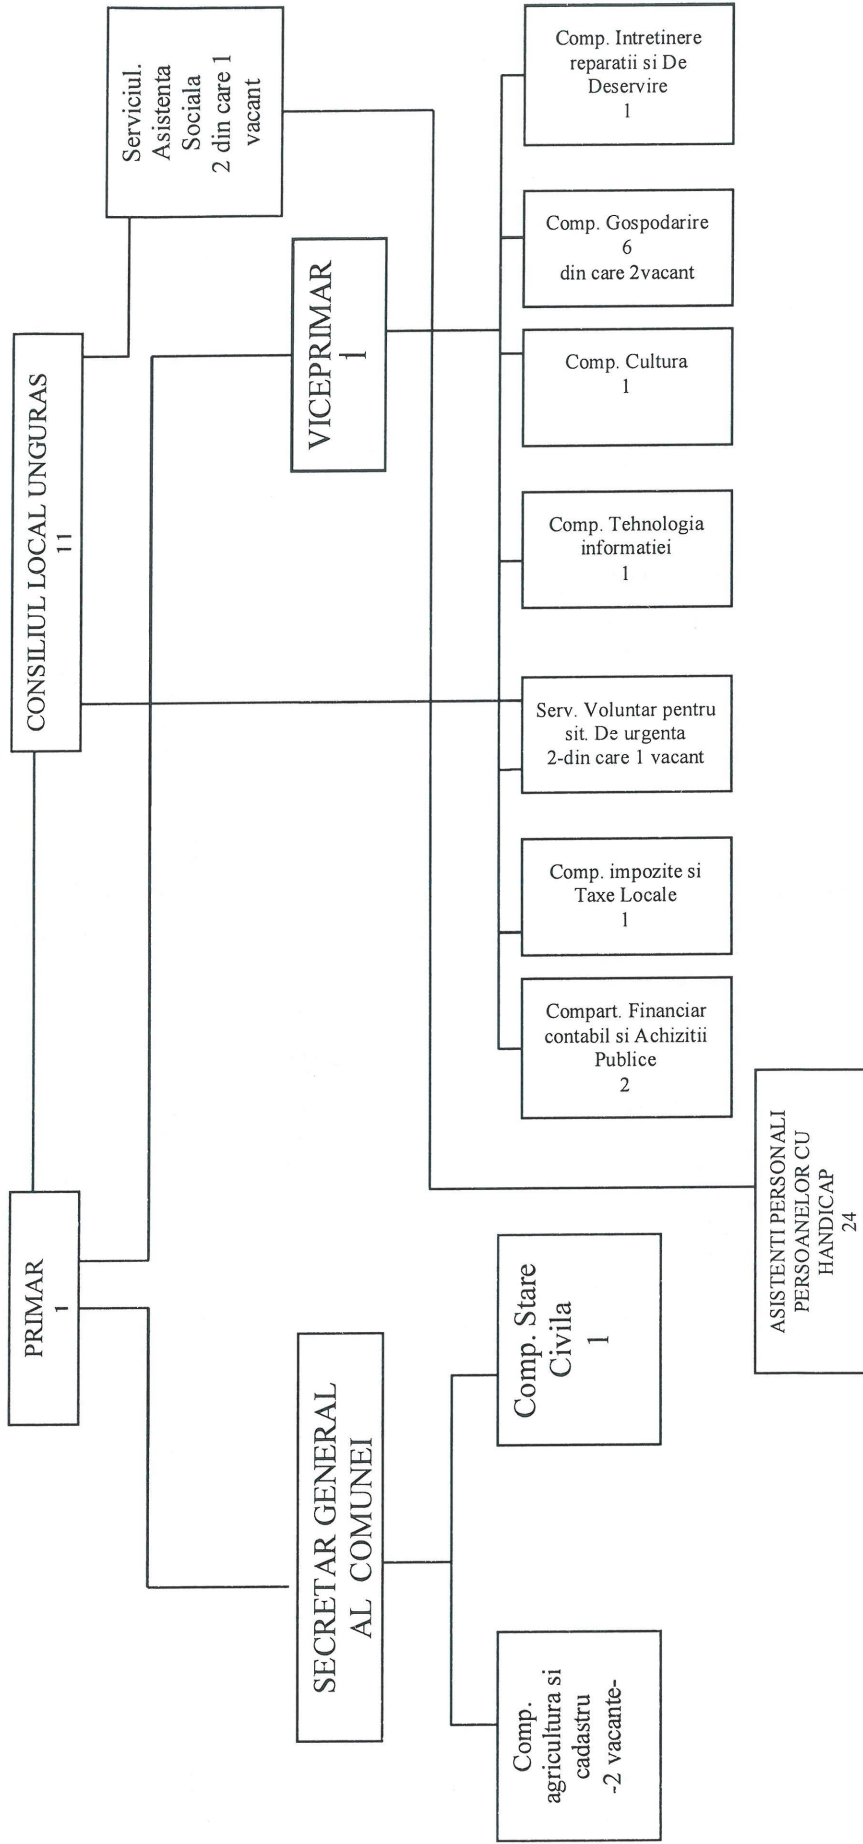 PRIMAR
1
CONSILIUL LOCAL UNGURAS
11
Serviciul.
Asistenta
Sociala
2 din care 1
vacant
SECRETAR GENERAL
AL COMUNEI
VICEPRIMAR
1
Comp.
agricultura si
cadastru
-2 vacante-
Comp. Stare
Civila
1
Compart. Financiar
contabil si Achizitii
Publice
2
Comp. impozite si
Taxe Locale
1
Serv. Voluntar pentru
sit. De urgenta
2-din care 1 vacant
Comp. Tehnologia
informatiei
1
Comp. Cultura
1
Comp. Gospodarire
6
din care 2vacant
Comp. Intretinere
reparatii si De
Deservire
1
ASISTENTI PERSONALI
PERSOANELOR CU
HANDICAP
24